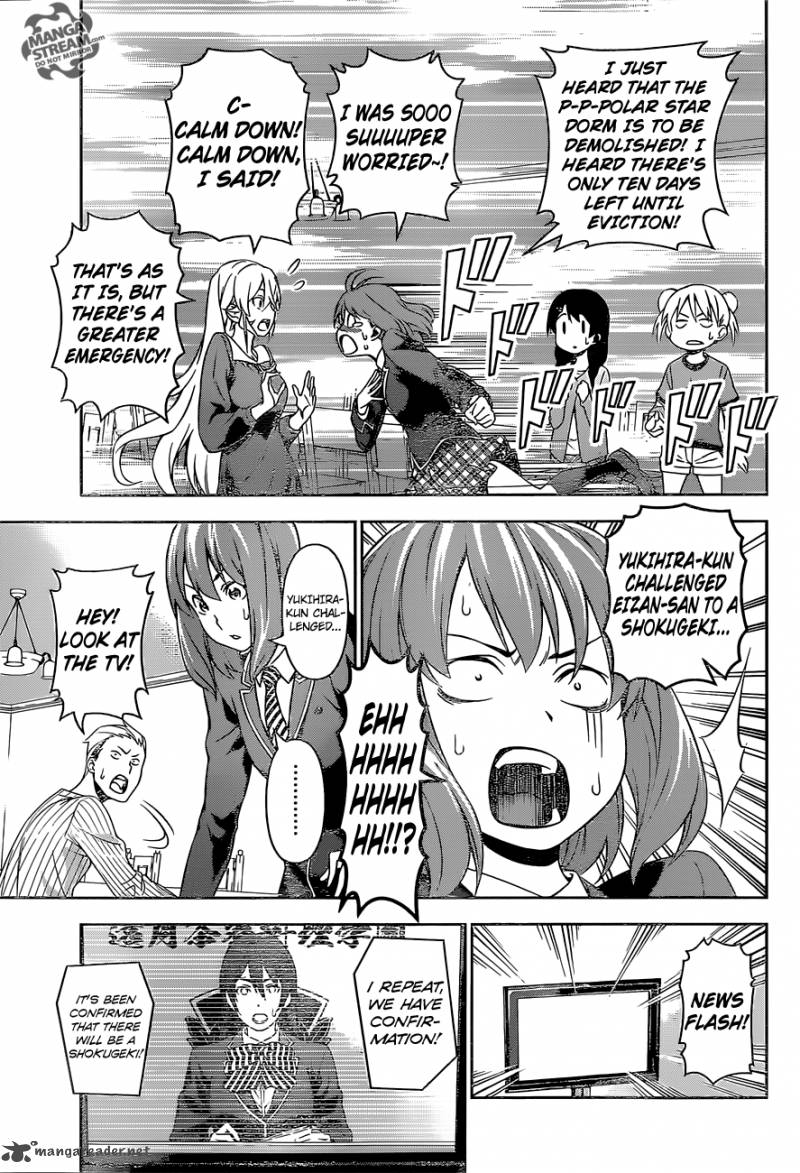 MANGA
STREAM.COM
DO NOT MIRROR
I JUST
HEARD THAT THE
P-P-POLAR STAR
DORM IS TO BE
DEMOLISHED! I
HEARD THERE'S
ONLY TEN DAYS
LEFT UNTIL
EVICTION!
I WAS SOOO
SUUUUPER
WORRIED~!
C-
CALM DOWN!
CALM DOWN,
I SAID!
THAT'S AS
IT IS, BUT
THERE'S A
GREATER
EMERGENCY!
ドドドドド
YUKIHIRA-KUN
CHALLENGED
EIZAN-SAN TO A
SHOKUGEKI...
EHH
HHHH
HHHH
HH!!?
YUKIHIRA-
KUN CHAL-
LENGED...
.........
HEY!
LOOK AT
THE TV!
NEWS
FLASH!
I REPEAT,
WE HAVE
CONFIR-
MATION!
IT'S BEEN
CONFIRMED
THAT THERE
WILL BE A
SHOKUGEKI!
mangareader.net